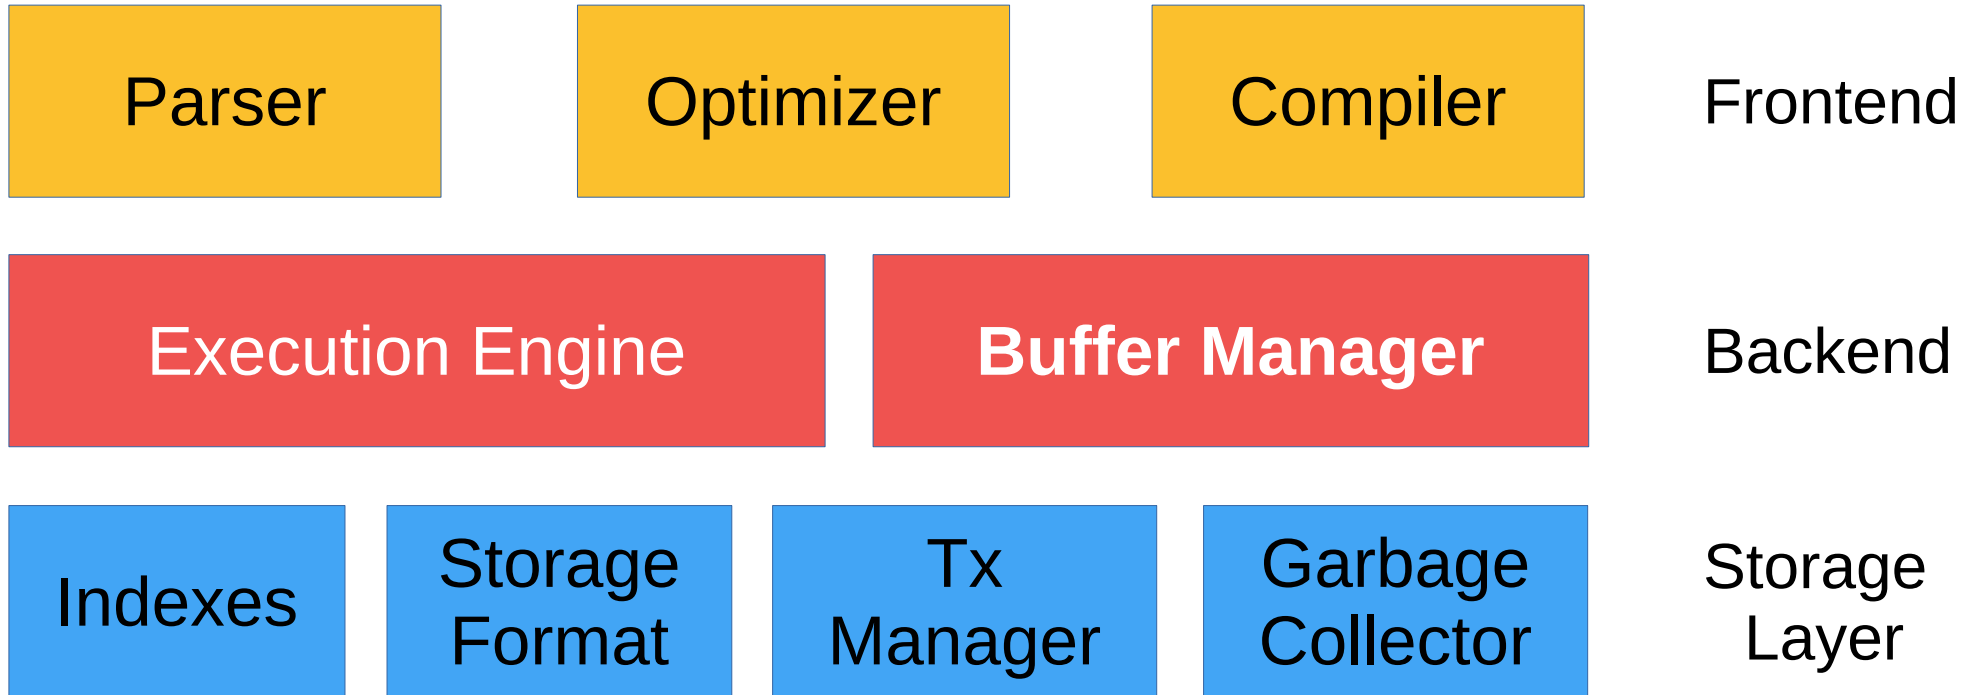 Parser
Optimizer
Compiler
Frontend
Execution Engine
Buffer Manager
Backend
Indexes
Storage
Format
Tx
Manager
Garbage
Collector
Storage
Layer